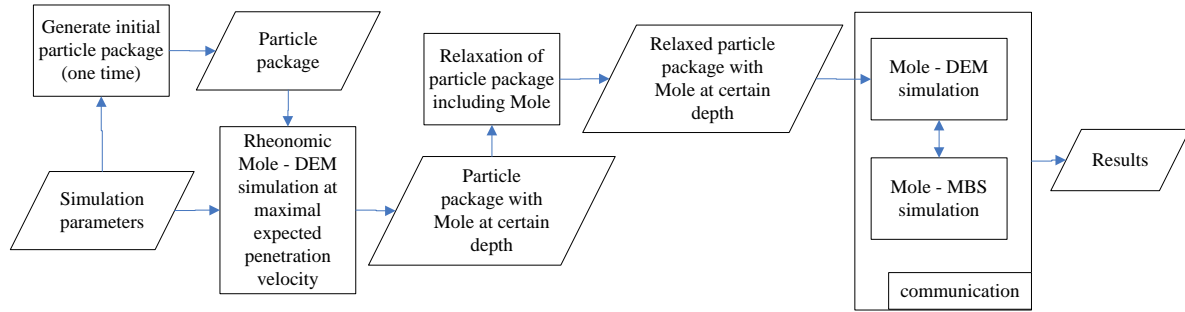 Generate initial
particle package
(one time)
Particle
package
Simulation
parameters
Rheonomic
Mole - DEM
simulation at
maximal
expected
penetration
velocity
Relaxation of
particle package
including Mole
Particle
package with
Mole at certain
depth
Relaxed particle
package with
Mole at certain
depth
Mole - DEM
simulation
Mole - MBS
simulation
communication
Results